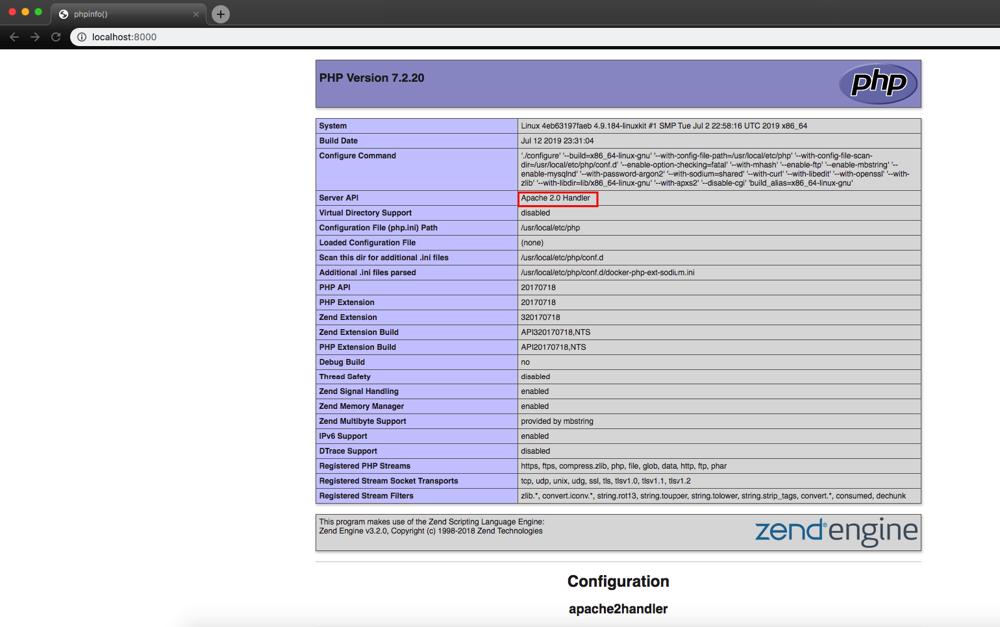 phpinfo()
localhost:8000
PHP Version 7.2.20
php
System Linux 4eb63197faeb 4.9.184-linuxkit #1 SMP Tue Jul 2 22:58:16 UTC 2019 x86_64
Build Date Jul 12 2019 23:31:04
Configure Command './configure' '--build=x86_64-linux-gnu' '--with-config-file-path=/usr/local/etc/php' '--with-config-file-scan-
dir=/usr/local/etc/php/conf.d' '--enable-option-checking=fatal' '--with-mhash' '--enable-ftp' '--enable-mbstring' '--
enable-mysqlnd' '--with-password-argon2' '--with-sodium=shared' '--with-curl' '--with-libedit' '--with-openssl' '--with-
zlib' '--with-libdir=lib/x86_64-linux-gnu' '--with-apxs2' '--disable-cgi' 'build_alias=x86_64-linux-gnu'
Server API Apache 2.0 Handler
Virtual Directory Support disabled
Configuration File (php.ini) Path /usr/local/etc/php
Loaded Configuration File (none)
Scan this dir for additional .ini files /usr/local/etc/php/conf.d
Additional .ini files parsed /usr/local/etc/php/conf.d/docker-php-ext-sodium.ini
PHP API 20170718
PHP Extension 20170718
Zend Extension 320170718
Zend Extension Build API320170718,NTS
PHP Extension Build API20170718,NTS
Debug Build no
Thread Safety disabled
Zend Signal Handling enabled
Zend Memory Manager enabled
Zend Multibyte Support provided by mbstring
IPv6 Support enabled
DTrace Support disabled
Registered PHP Streams https, ftps, compress.zlib, php, file, glob, data, http, ftp, phar
Registered Stream Socket Transports tcp, udp, unix, udg, ssl, tls, tlsv1.0, tlsv1.1, tlsv1.2
Registered Stream Filters zlib.*, convert.iconv.*, string.rot13, string.toupper, string.tolower, string.strip_tags, convert.*, consumed, dechunk
This program makes use of the Zend Scripting Language Engine:
Zend Engine v3.2.0, Copyright (c) 1998-2018 Zend Technologies
zend® engine
Configuration
apache2handler